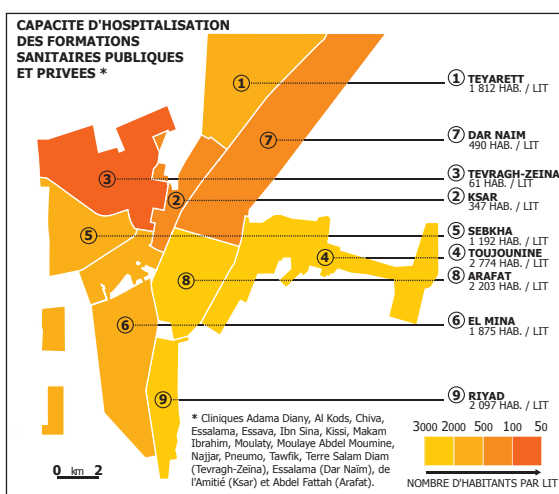 CAPACITE D'HOSPITALISATION
DES FORMATIONS
SANITAIRES PUBLIQUES
ET PRIVEES *
1 TEYARETT
1 812 HAB. / LIT
7 DAR NAIM
490 HAB. / LIT
3 TEVRAGH-ZEINA
61 HAB. / LIT
2 KSAR
347 HAB. / LIT
5 SEBKHA
1 192 HAB. / LIT
4 TOUJOUNINE
2 774 HAB. / LIT
8 ARAFAT
2 203 HAB. / LIT
6 EL MINA
1 875 HAB. / LIT
9 RIYAD
2 097 HAB. / LIT
1
7
3
2
5
4
8
6
9
* Cliniques Adama Diany, Al Kods, Chiva,
Essalama, Essava, Ibn Sina, Kissi, Makam
Ibrahim, Moulaty, Moulaye Abdel Moumine,
Najjar, Pneumo, Tawfik, Terre Salam Diam
(Tevragh-Zeïna), Essalama (Dar Naïm), de
l'Amitié (Ksar) et Abdel Fattah (Arafat).
0 km 2
3000 2000 500 100 50
NOMBRE D'HABITANTS PAR LIT